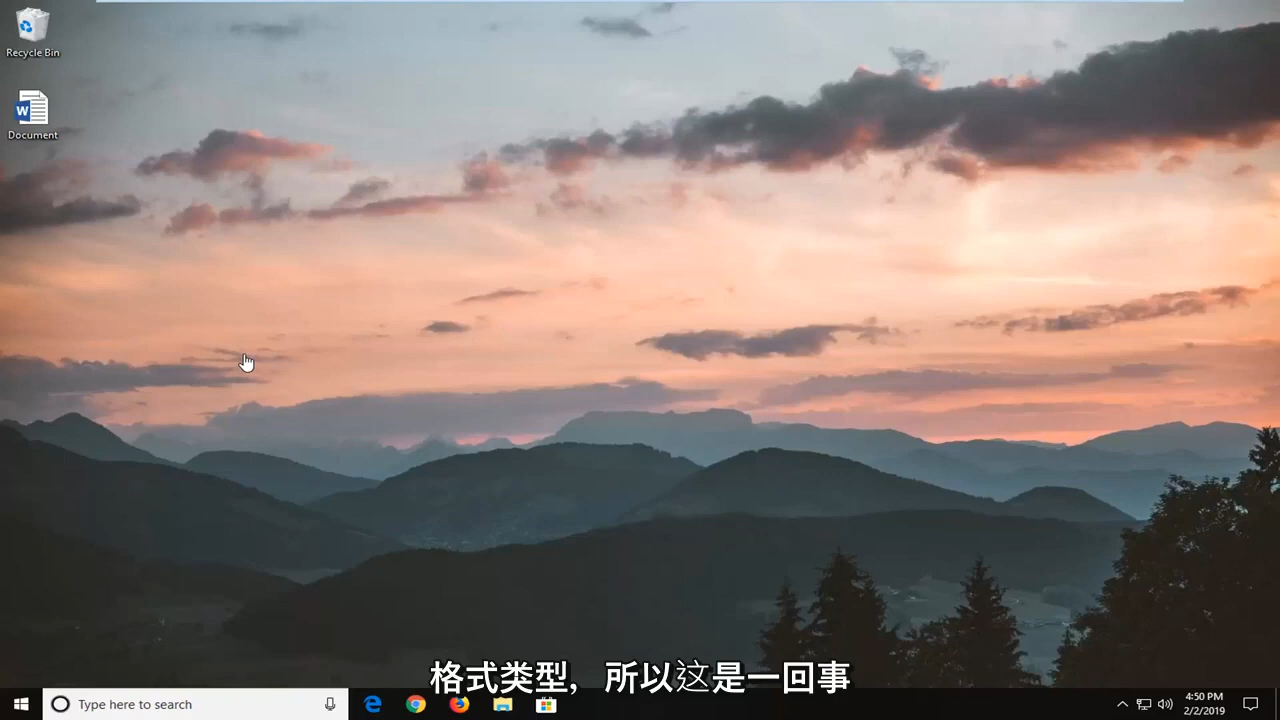 Recycle Bin
Document
格式类型，所以这是一回事
Type here to search
4:50 PM
2/2/2019